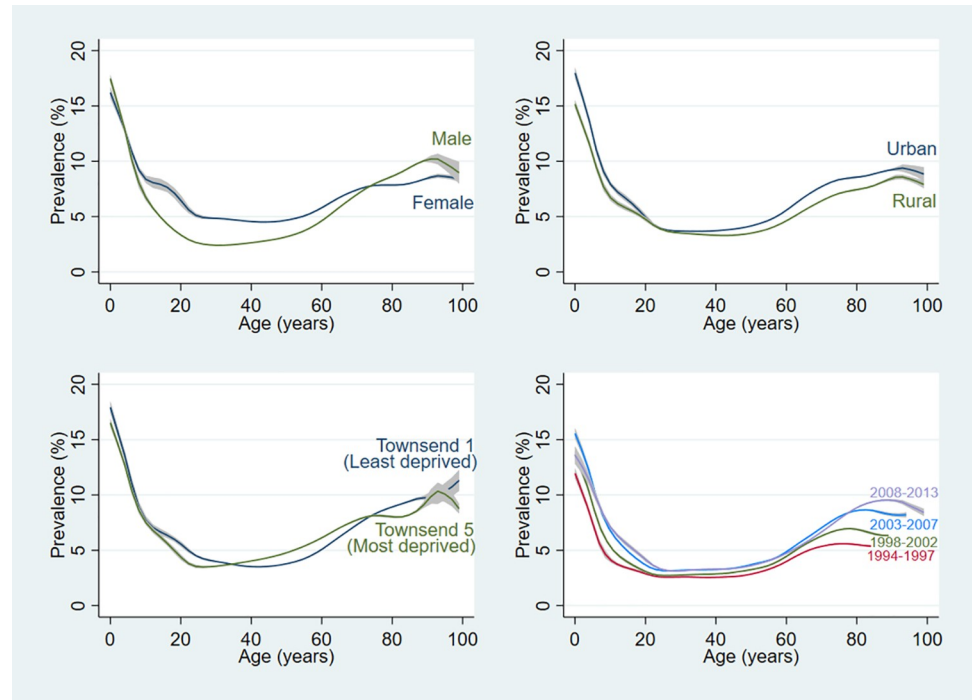 20
15
10
5
0
Prevalence (%)
Male
Female
0 20 40 60 80 100
Age (years)
20
15
10
5
0
Prevalence (%)
Urban
Rural
0 20 40 60 80 100
Age (years)
20
15
10
5
0
Prevalence (%)
Townsend 1
(Least deprived)
Townsend 5
(Most deprived)
0 20 40 60 80 100
Age (years)
20
15
10
5
0
Prevalence (%)
2008-2013
2003-2007
1998-2002
1994-1997
0 20 40 60 80 100
Age (years)